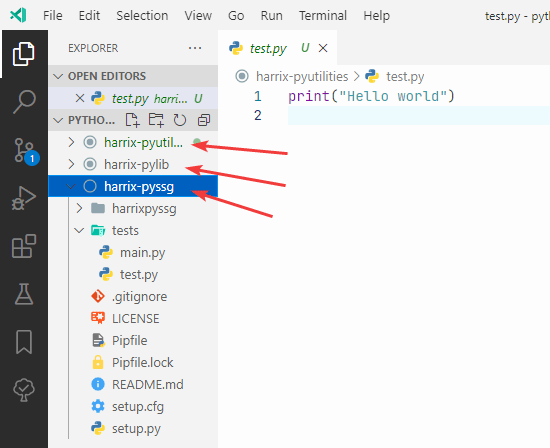 File Edit Selection View Go Run Terminal Help test.py - pyt
EXPLORER
OPEN EDITORS
test.py harri... U
PYTHO...
harrix-pyutil...
harrix-pylib
harrix-pyssg
harrixpyssg
tests
main.py
test.py
.gitignore
LICENSE
Pipfile
Pipfile.lock
README.md
setup.cfg
setup.py
1
test.py U
harrix-pyutilities > test.py
1 print("Hello world")
2